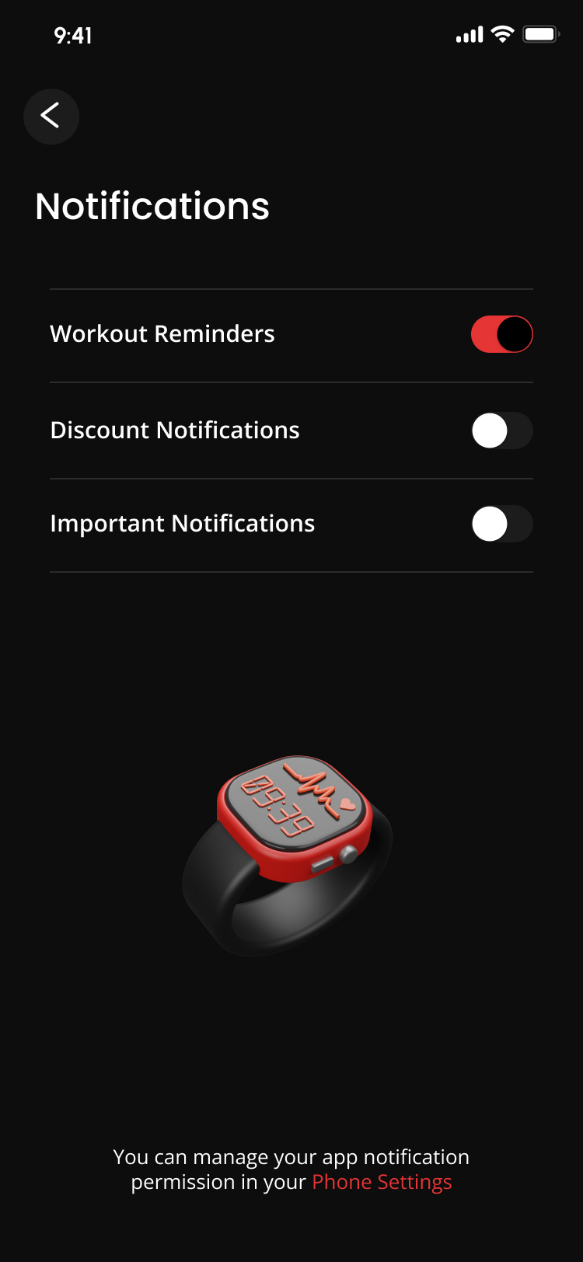 9:41
Notifications
Workout Reminders
Discount Notifications
Important Notifications
09:39
You can manage your app notification
permission in your Phone Settings